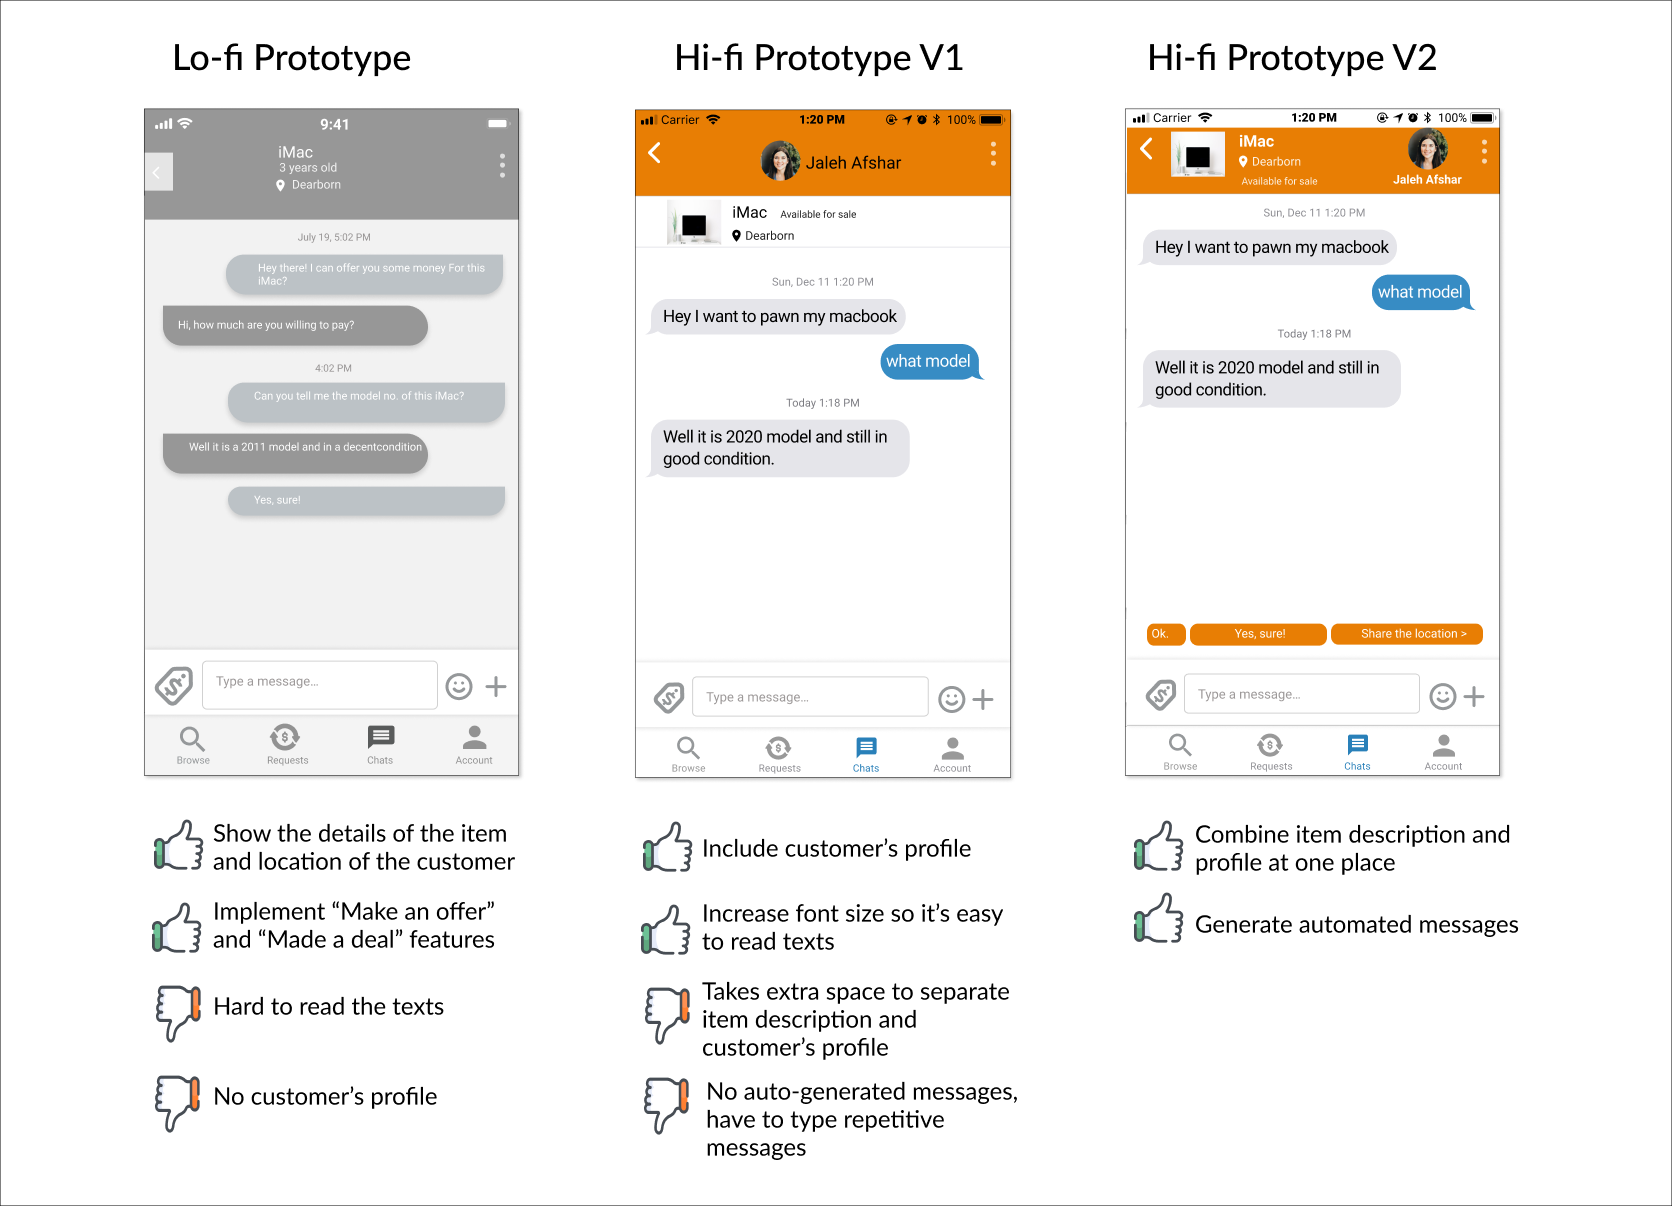 Lo-fi Prototype
9:41
iMac
3 years old
Dearborn
July 19, 5:02 PM
Hey there! I can offer you some money For this
iMac?
Hi, how much are you willing to pay?
4:02 PM
Can you tell me the model no. of this iMac?
Well it is a 2011 model and in a decentcondition
Yes, sure!
Type a message...
Browse
Requests
Chats
Account
Show the details of the item
and location of the customer
Implement “Make an offer”
and “Made a deal” features
Hard to read the texts
No customer’s profile
Hi-fi Prototype V1
Carrier 1:20 PM 100%
Jaleh Afshar
iMac Available for sale
Dearborn
Sun, Dec 11 1:20 PM
Hey I want to pawn my macbook
what model
Today 1:18 PM
Well it is 2020 model and still in
good condition.
Type a message...
Browse
Requests
Chats
Account
Include customer’s profile
Increase font size so it’s easy
to read texts
Takes extra space to separate
item description and
customer’s profile
No auto-generated messages,
have to type repetitive
messages
Hi-fi Prototype V2
Carrier 1:20 PM 100%
iMac
Dearborn
Available for sale
Jaleh Afshar
Sun, Dec 11 1:20 PM
Hey I want to pawn my macbook
what model
Today 1:18 PM
Well it is 2020 model and still in
good condition.
Ok.
Yes, sure!
Share the location >
Type a message...
Browse
Requests
Chats
Account
Combine item description and
profile at one place
Generate automated messages